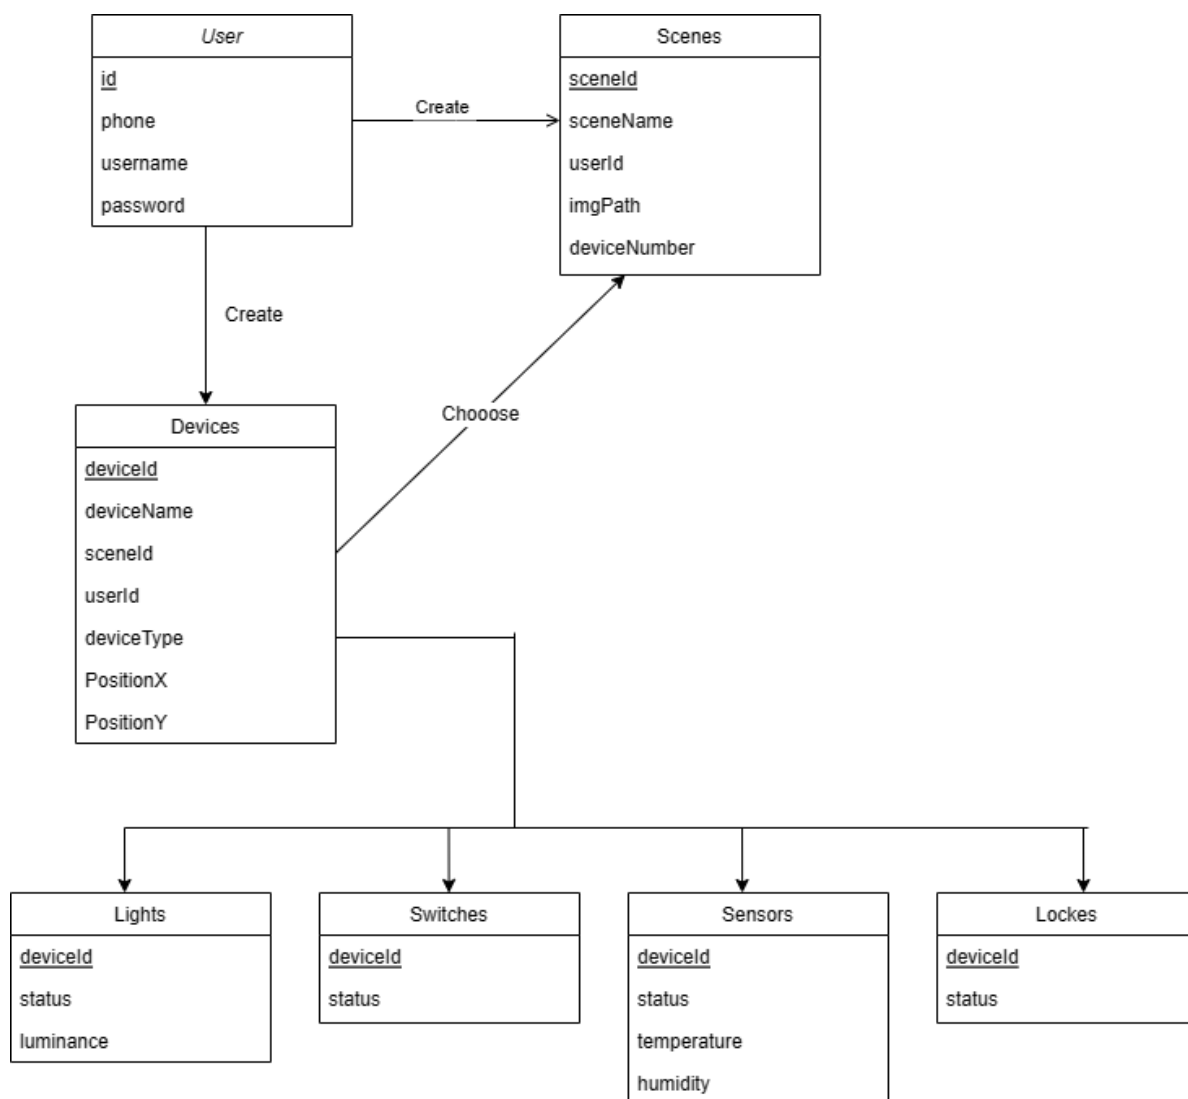 User
id
phone
username
password
Create
Scenes
sceneId
sceneName
userId
imgPath
deviceNumber
Create
Chooose
Devices
deviceId
deviceName
sceneId
userId
deviceType
PositionX
PositionY
Lights
deviceId
status
luminance
Switches
deviceId
status
Sensors
deviceId
status
temperature
humidity
Lockes
deviceId
status